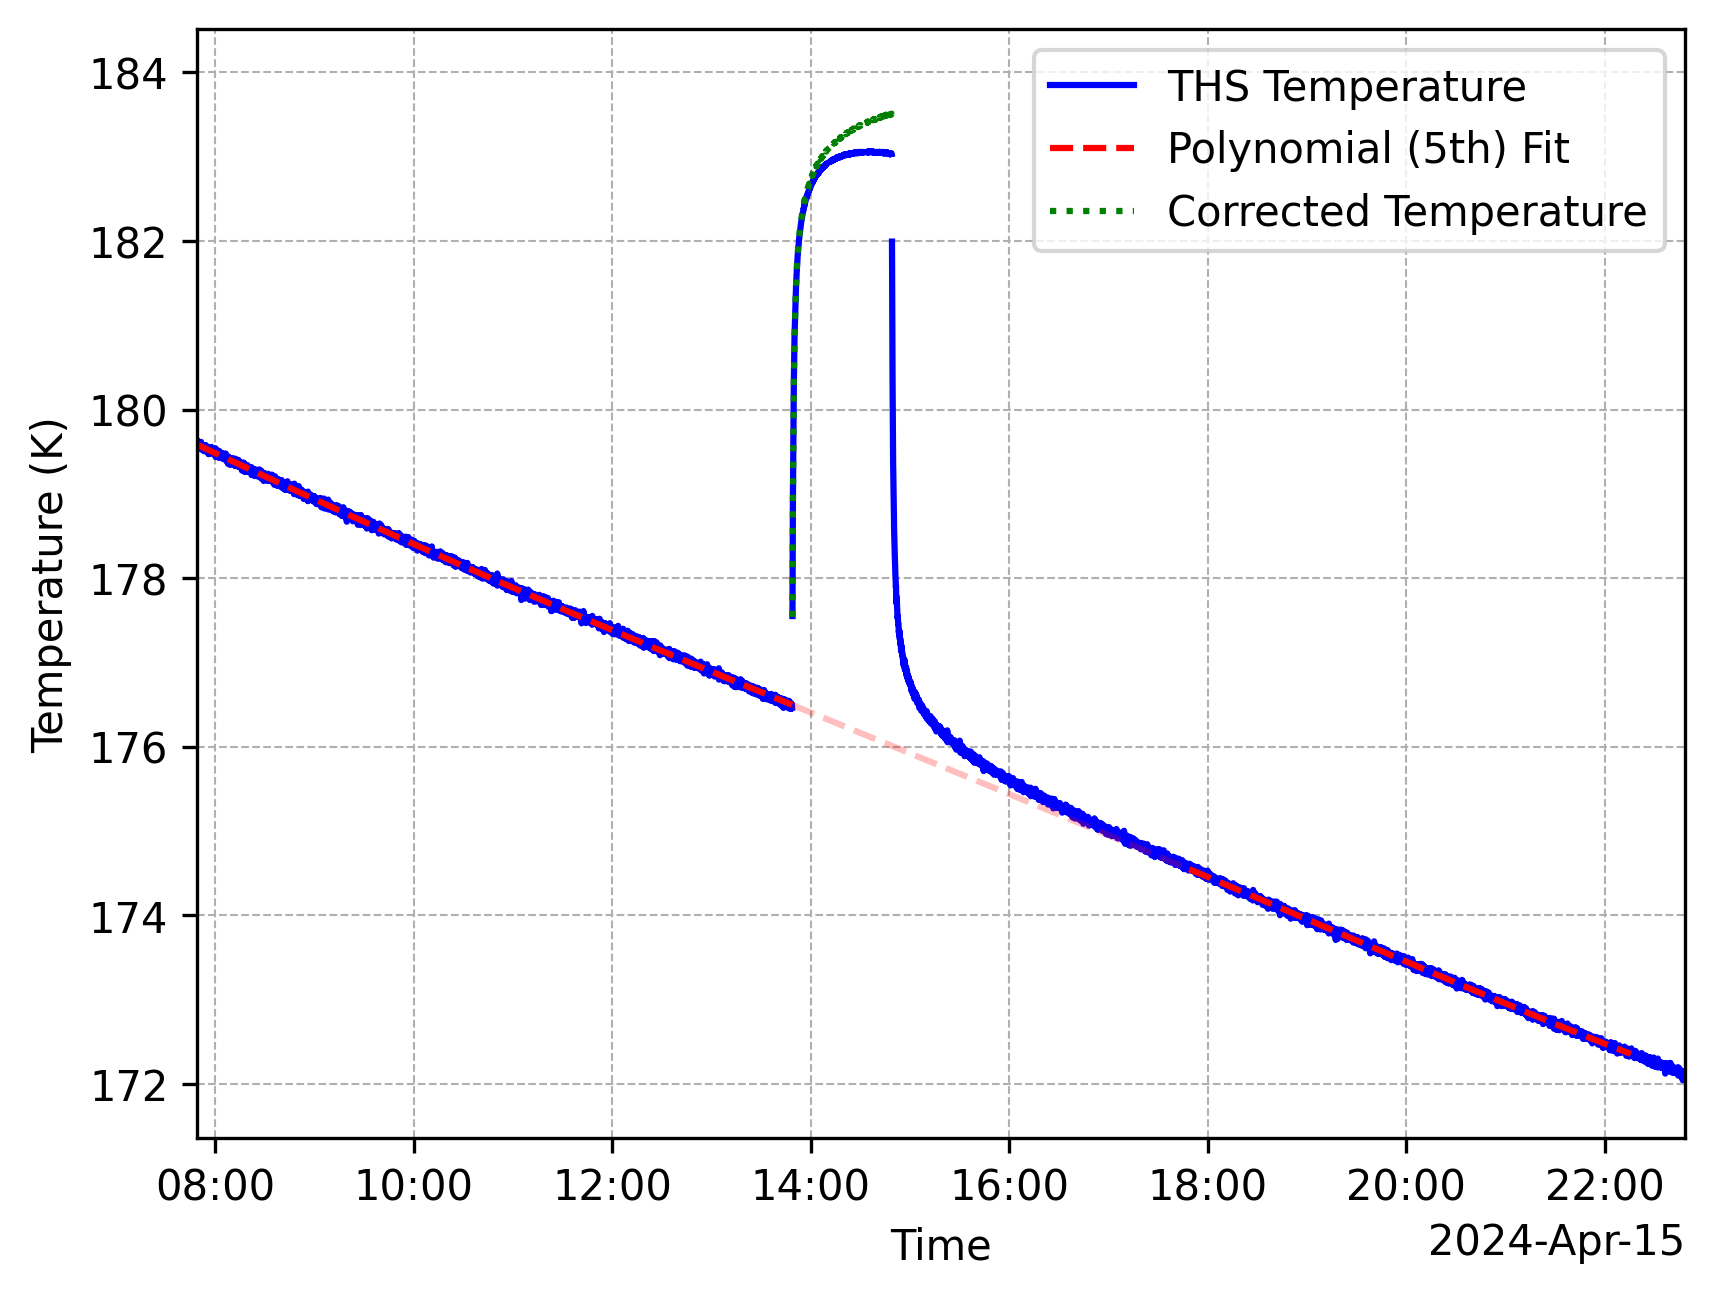 184
182
180
178
176
174
172
Temperature (K)
THS Temperature
Polynomial (5th) Fit
Corrected Temperature
08:00 10:00 12:00 14:00 16:00 18:00 20:00 22:00
Time
2024-Apr-15